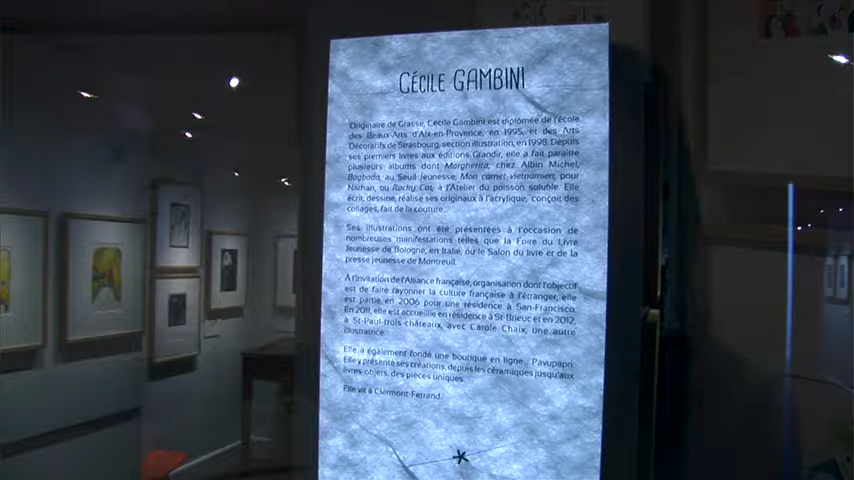 CÉCILE GAMBINI
Originaire de Grasse, Cécile Gambini est diplômée de l'école
des Beaux-Arts d'Aix-en-Provence, en 1995, et des Arts
Décoratifs de Strasbourg, section illustration, en 1998. Depuis
ses premiers livres aux éditions Grandir, elle a fait paraître
plusieurs albums dont Margherita, chez Albin Michel,
Bagbada, au Seuil Jeunesse, Mon carnet vietnamien, pour
Nathan, ou Rocky Cot, à l'Atelier du poisson soluble. Elle
écrit, dessine, réalise ses originaux à l'acrylique, conçoit des
collages, fait de la couture...
Ses illustrations ont été présentées à l'occasion de
nombreuses manifestations telles que la Foire du Livre
Jeunesse de Bologne, en Italie, ou le Salon du livre et de la
presse jeunesse de Montreuil.
À l'invitation de l'Alliance française, organisation dont l'objectif
est de faire rayonner la culture française à l'étranger, elle
est partie en 2006 pour une résidence à San-Francisco.
En 2011, elle est accueillie en résidence à St-Brieuc et en 2012,
à St-Paul-trois-châteaux, avec Carole Chaix, une autre
illustratrice.
Elle a également fondé une boutique en ligne : Pavupapri.
Elle y présente ses créations, depuis les céramiques jusqu'aux
livres-objets, des pièces uniques.
Elle vit à Clermont-Ferrand.